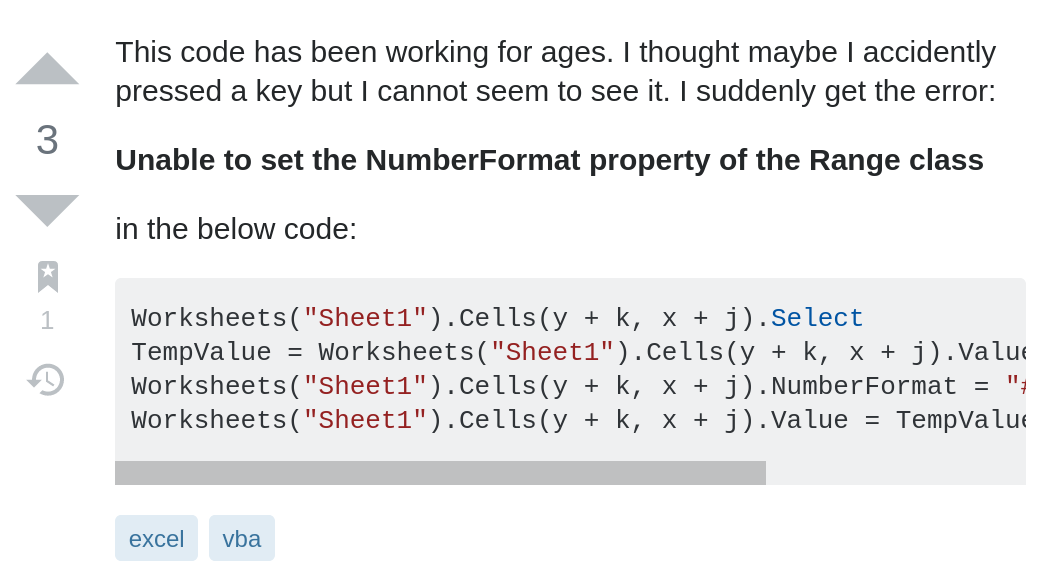 This code has been working for ages. I thought maybe I accidently
pressed a key but I cannot seem to see it. I suddenly get the error:
3
Unable to set the NumberFormat property of the Range class
in the below code:
1
Worksheets("Sheet1").Cells(y + k, x + j).Select
TempValue = Worksheets("Sheet1").Cells(y + k, x + j).Value
Worksheets("Sheet1").Cells(y + k, x + j).NumberFormat = "#
Worksheets("Sheet1").Cells(y + k, x + j).Value = TempValue
excel vba